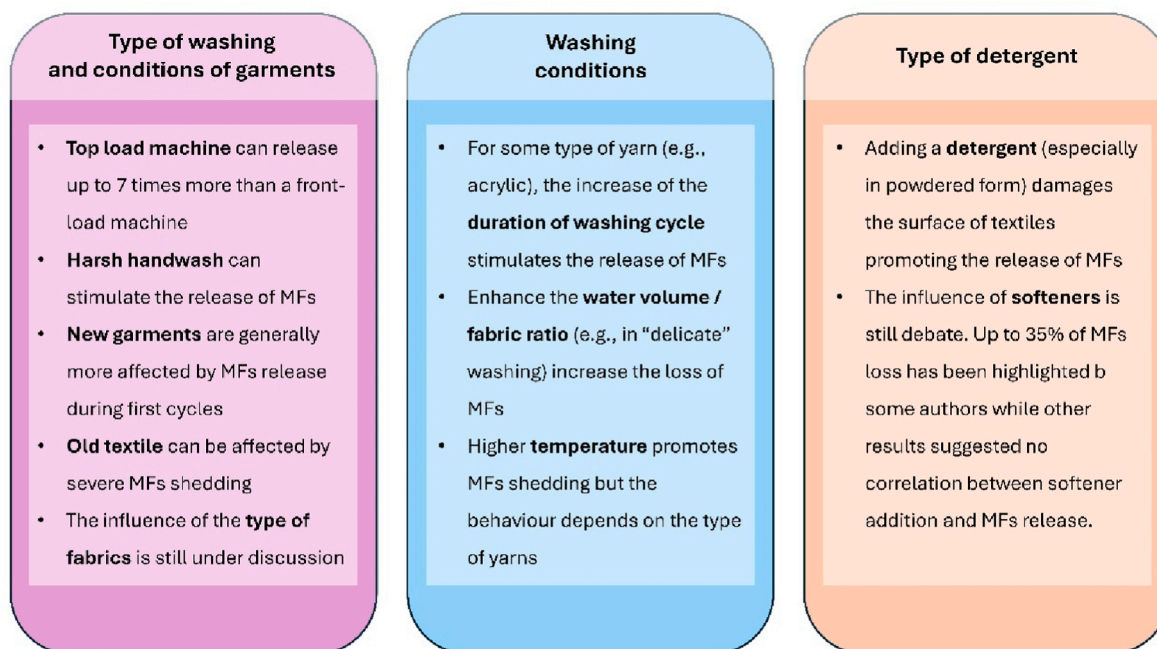 Type of washing
and conditions of garments
• Top load machine can release
up to 7 times more than a front-
load machine
• Harsh handwash can
stimulate the release of MFs
• New garments are generally
more affected by MFs release
during first cycles
• Old textile can be affected by
severe MFs shedding
• The influence of the type of
fabrics is still under discussion
Washing
conditions
• For some type of yarn (e.g.,
acrylic), the increase of the
duration of washing cycle
stimulates the release of MFs
• Enhance the water volume /
fabric ratio (e.g., in “delicate”
washing) increase the loss of
MFs
• Higher temperature promotes
MFs shedding but the
behaviour depends on the type
of yarns
Type of detergent
• Adding a detergent (especially
in powdered form) damages
the surface of textiles
promoting the release of MFs
• The influence of softeners is
still debate. Up to 35% of MFs
loss has been highlighted b
some authors while other
results suggested no
correlation between softener
addition and MFs release.